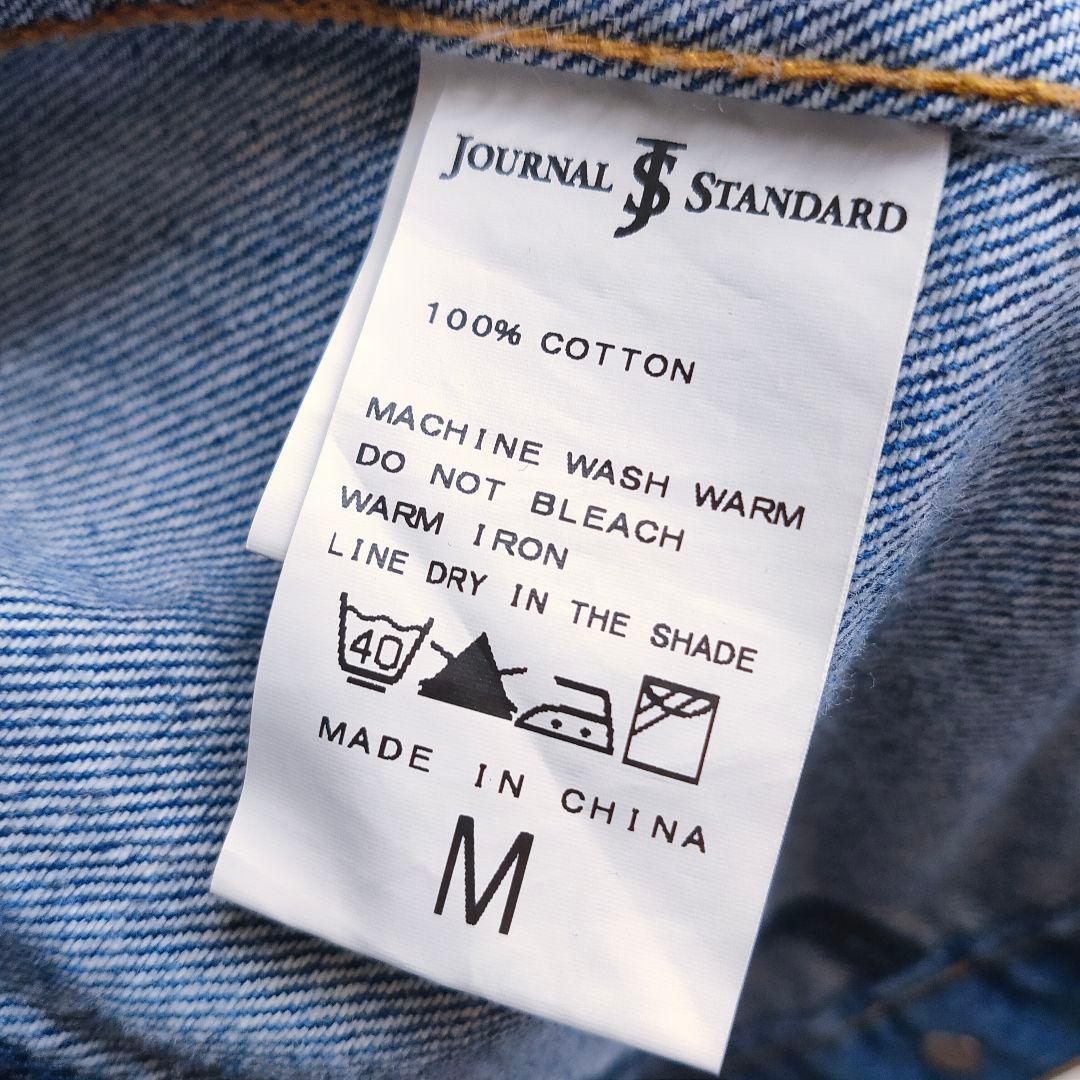 JOURNAL JS STANDARD
100% COTTON
MACHINE WASH WARM
DO NOT BLEACH
WARM IRON
LINE DRY IN THE SHADE
40
MADE IN CHINA
M